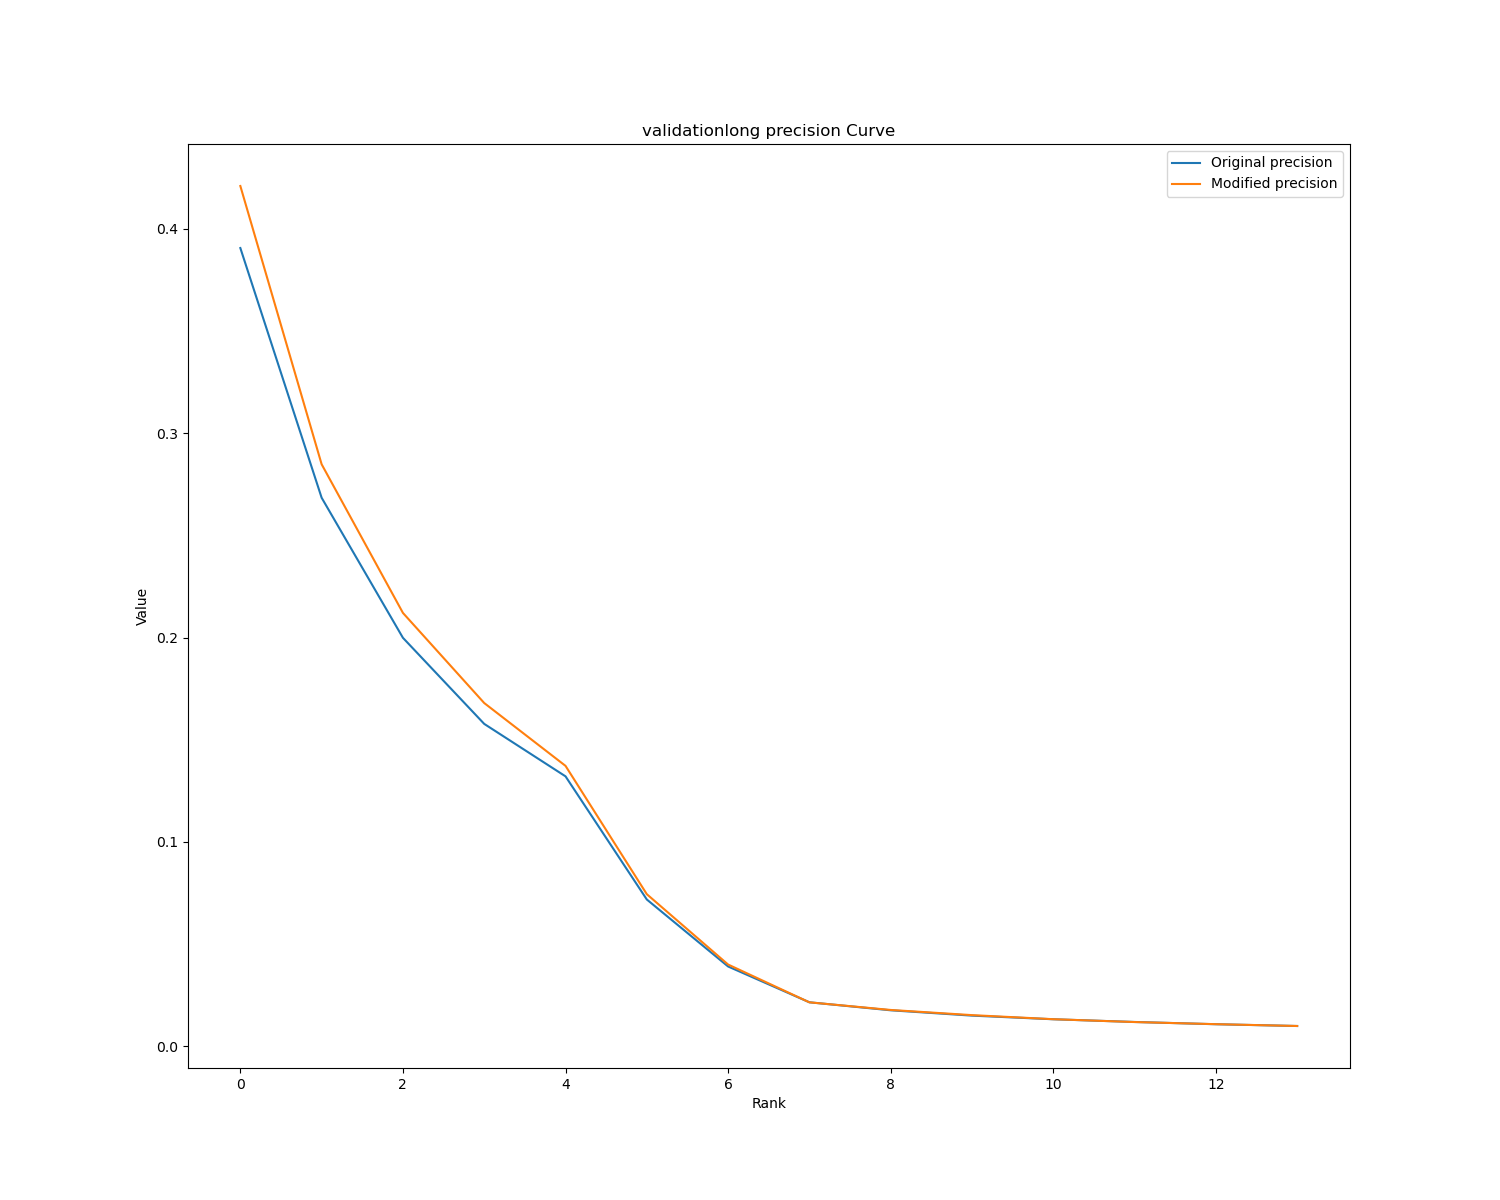 validationlong precision Curve
Original precision
Modified precision
0.4
0.3
0.2
0.1
0.0
Value
0 2 4 6 8 10 12
Rank